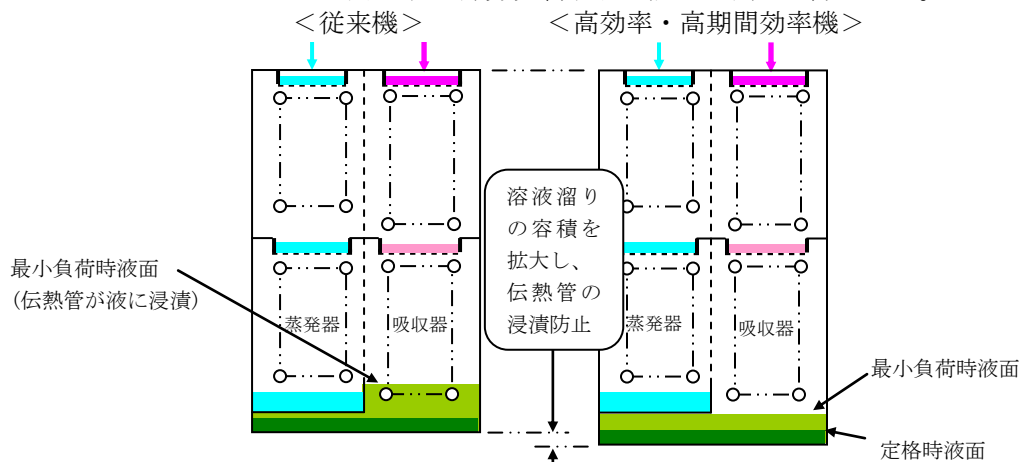 <従来機>
<高効率・高期間効率機>
溶液溜り
の容積を
拡大し、
伝熱管の
浸漬防止
最小負荷時液面
(伝熱管が液に浸漬)
蒸発器
吸収器
蒸発器
吸収器
最小負荷時液面
定格時液面